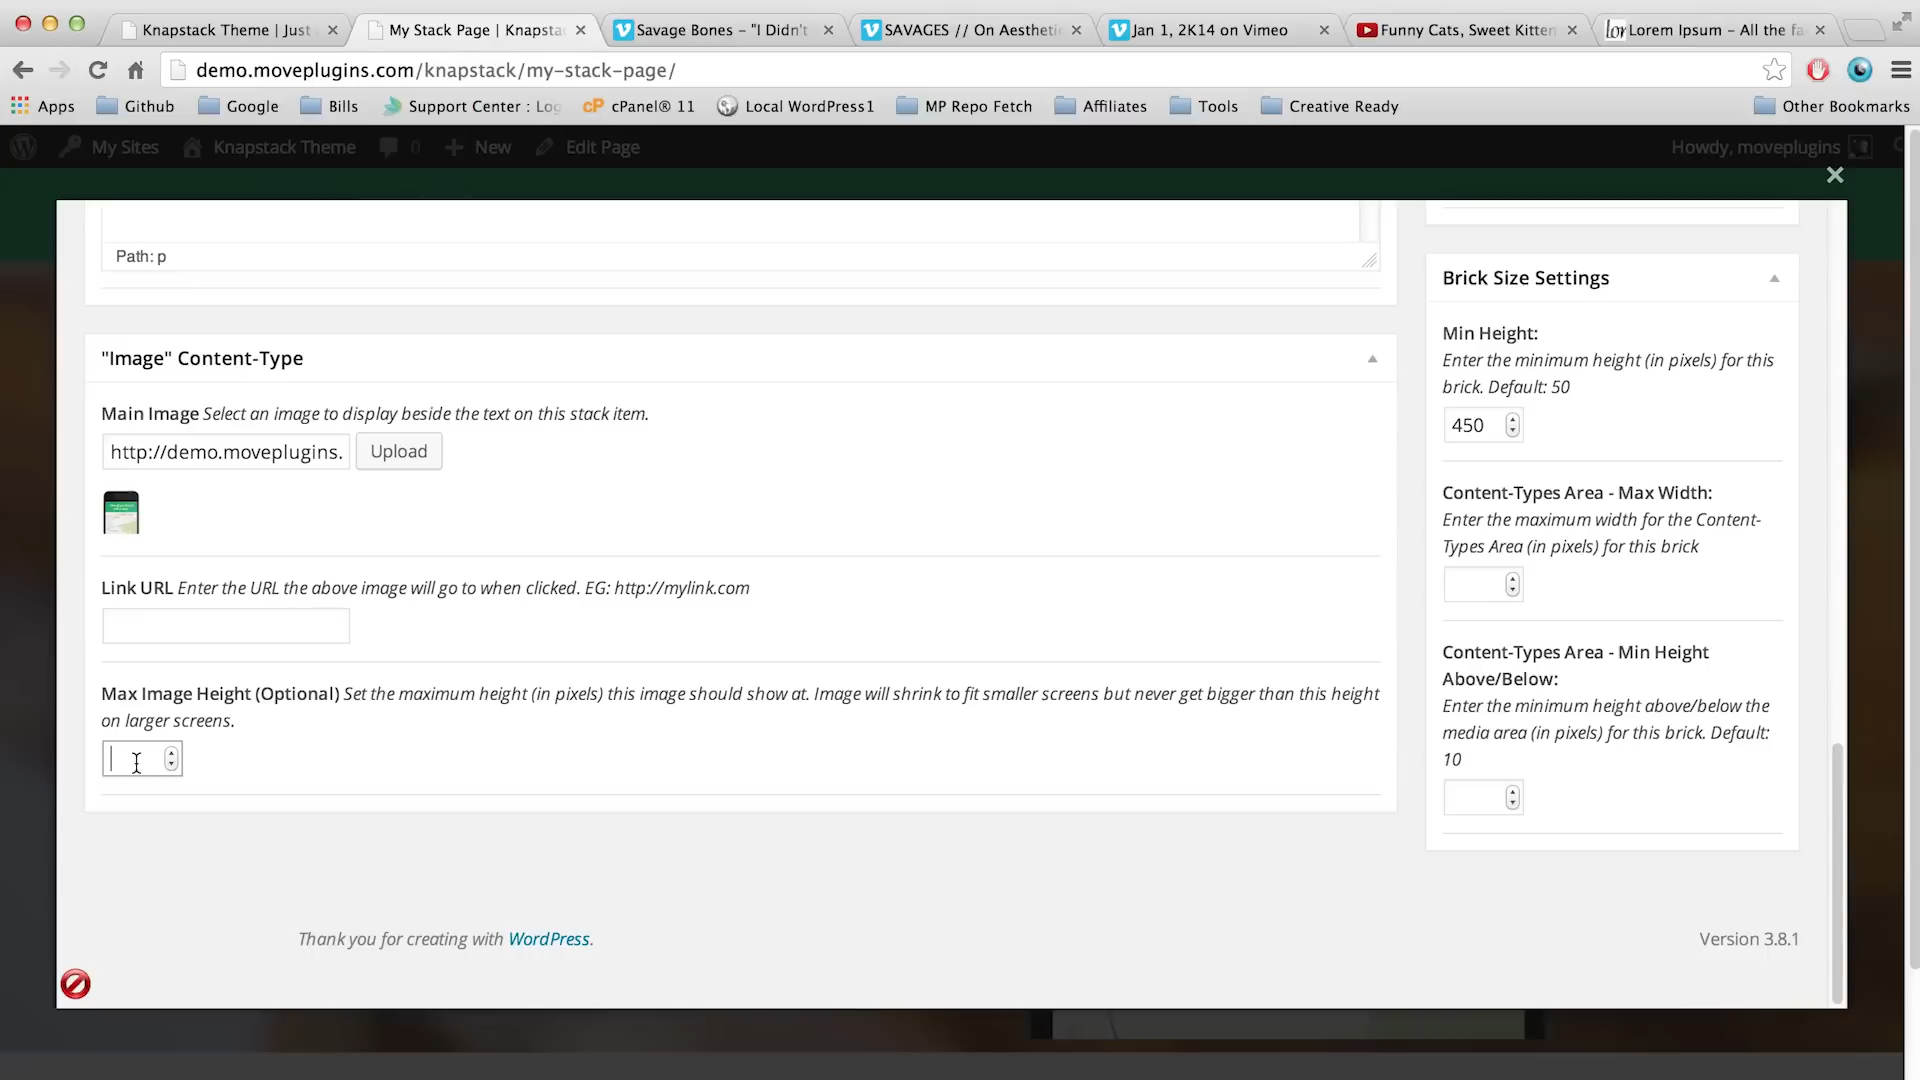 Knapstack Theme | Just
My Stack Page | Knapsta
Savage Bones – "I Didn't
SAVAGES // On Aestheti
Jan 1, 2K14 on Vimeo
Funny Cats, Sweet Kitten
Lorem Ipsum – All the fa
demo.moveplugins.com/knapstack/my-stack-page/
Apps
Github
Google
Bills
Support Center : Log
cPanel® 11
Local WordPress1
MP Repo Fetch
Affiliates
Tools
Creative Ready
Other Bookmarks
My Sites
Knapstack Theme
0
New
Edit Page
Howdy, moveplugins
Path: p
"Image" Content-Type
Main Image Select an image to display beside the text on this stack item.
http://demo.moveplugins.
Upload
Link URL Enter the URL the above image will go to when clicked. EG: http://mylink.com
Max Image Height (Optional) Set the maximum height (in pixels) this image should show at. Image will shrink to fit smaller screens but never get bigger than this height
on larger screens.
Brick Size Settings
Min Height:
Enter the minimum height (in pixels) for this
brick. Default: 50
450
Content-Types Area - Max Width:
Enter the maximum width for the Content-
Types Area (in pixels) for this brick
Content-Types Area - Min Height
Above/Below:
Enter the minimum height above/below the
media area (in pixels) for this brick. Default:
10
Thank you for creating with WordPress.
Version 3.8.1